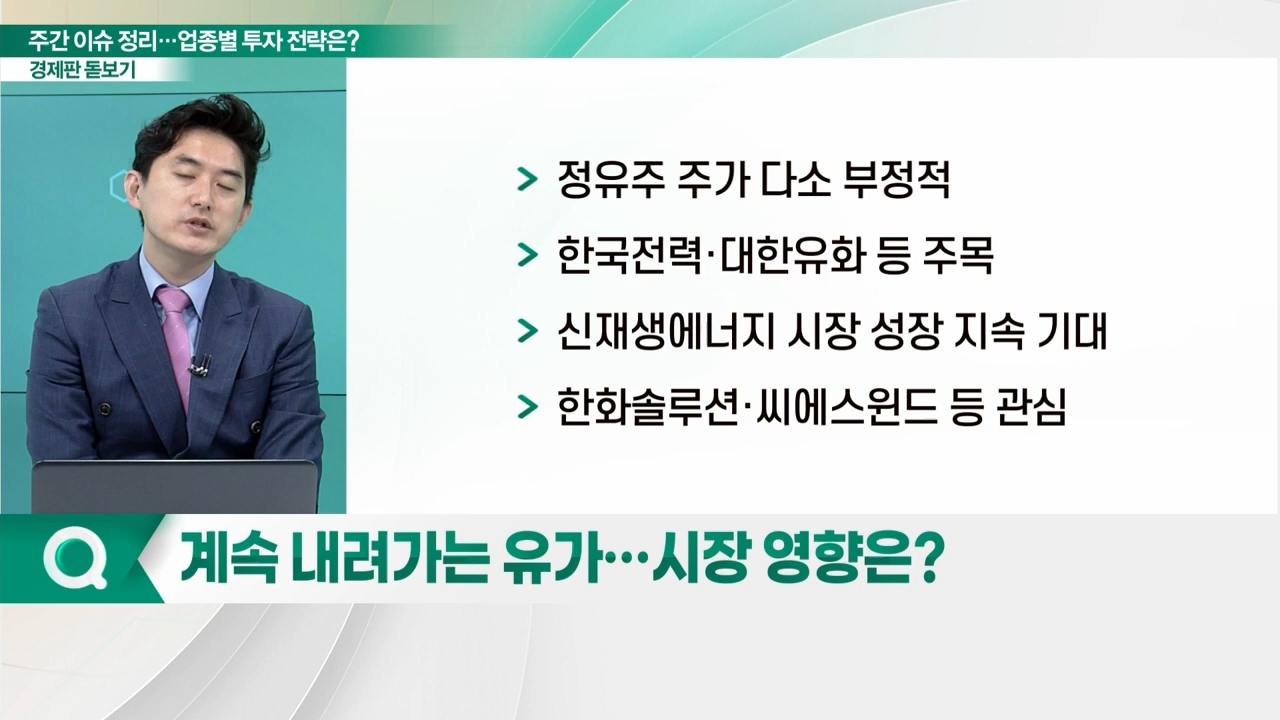 주간 이슈 정리…업종별 투자 전략은?
경제판 돋보기
> 정유주 주가 다소 부정적
> 한국전력·대한유화 등 주목
> 신재생에너지 시장 성장 지속 기대
> 한화솔루션·씨에스윈드 등 관심
Q 계속 내려가는 유가…시장 영향은?